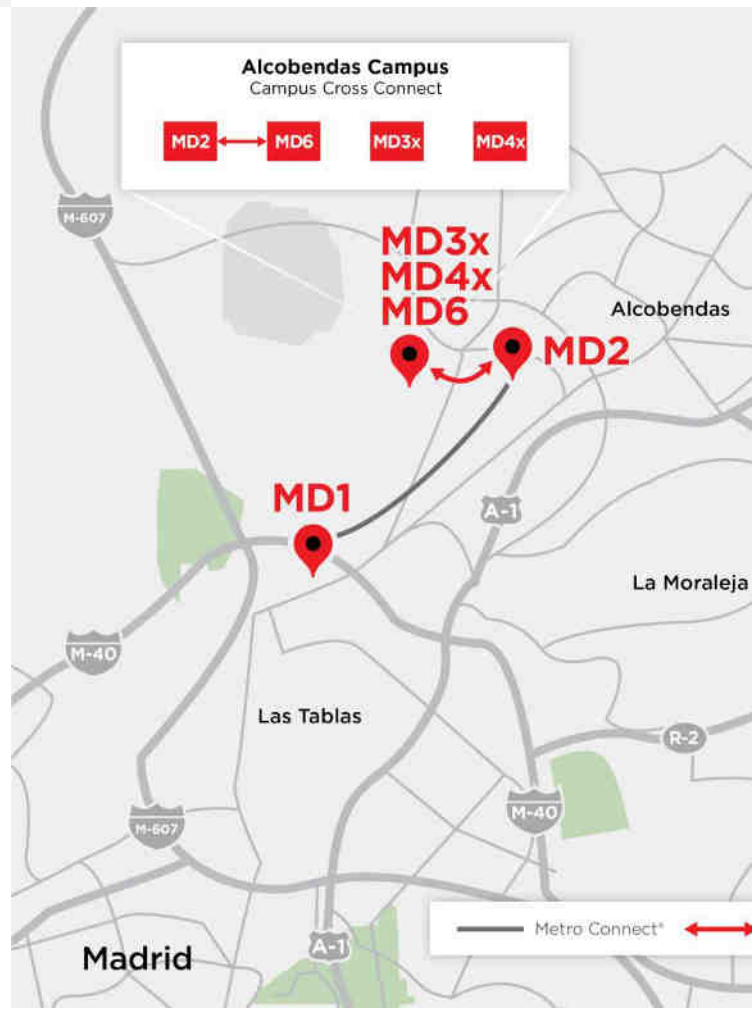 Alcobendas Campus
Campus Cross Connect
MD2
MD6
MD3x
MD4x
M-607
MD3x
MD4x
MD6
Alcobendas
MD2
MD1
A-1
La Moraleja
M-40
Las Tablas
R-2
M-40
M-607
Metro Connect®
A-1
Madrid